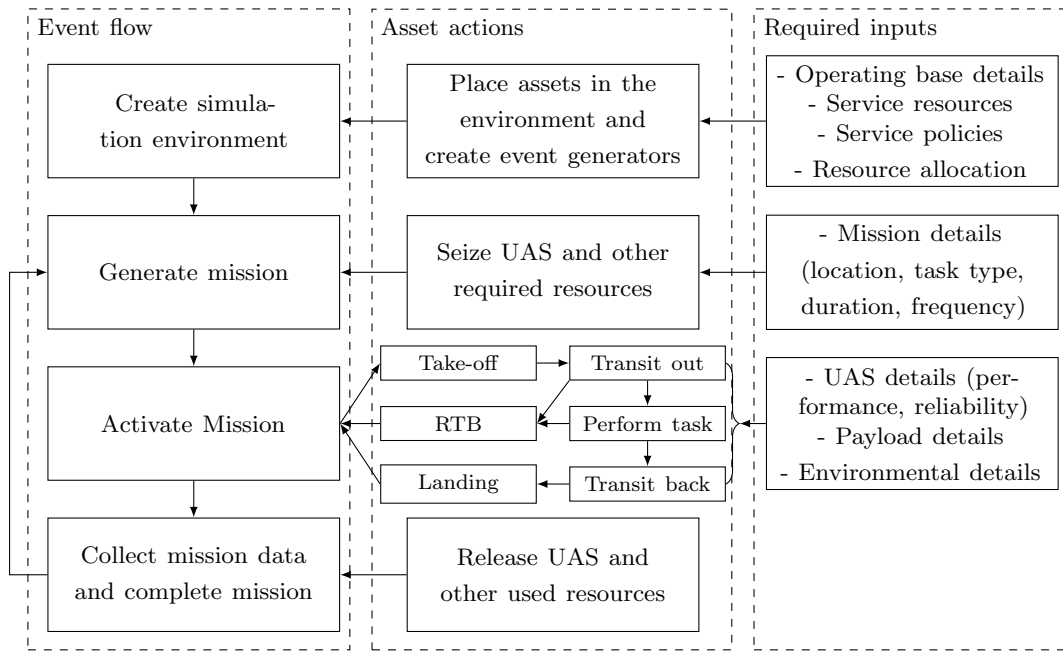 Event flow
Create simula-
tion environment
Generate mission
Activate Mission
Collect mission data
and complete mission
Asset actions
Place assets in the
environment and
create event generators
Seize UAS and other
required resources
Take-off
Transit out
RTB
Perform task
Landing
Transit back
Release UAS and
other used resources
Required inputs
- Operating base details
- Service resources
- Service policies
- Resource allocation
- Mission details
(location, task type,
duration, frequency)
- UAS details (per-
formance, reliability)
- Payload details
- Environmental details